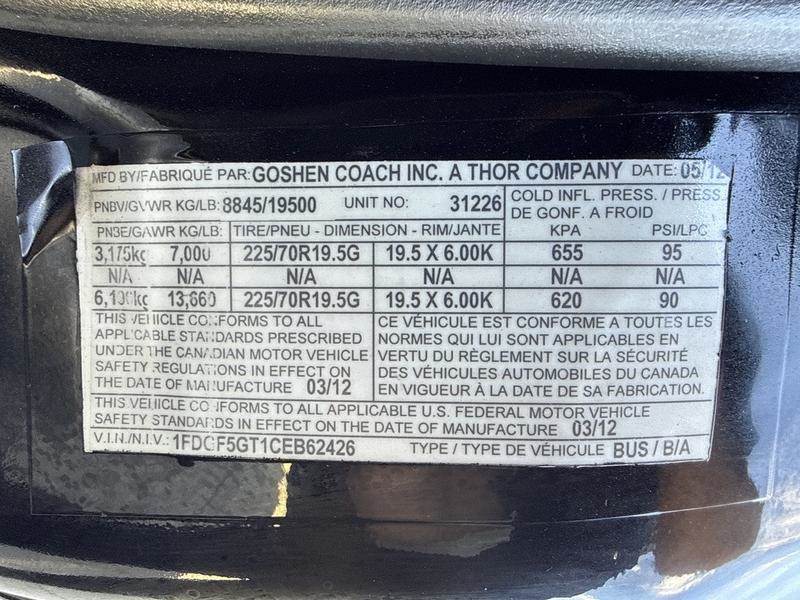 MFD BY/FABRIQUÉ PAR: GOSHEN COACH INC. A THOR COMPANY DATE: 05/12
PNBV/GVWR KG/LB: 8845/19500 UNIT NO: 31226 COLD INFL. PRESS. / PRESS.
DE GONF. A FROID
PNBE/GAWR KG/LB: TIRE/PNEU - DIMENSION - RIM/JANTE KPA PSI/LPC
3,175kg 7,000 225/70R19.5G 19.5 X 6.00K 655 95
N/A N/A N/A N/A N/A N/A
13,660 225/70R19.5G 19.5 X 6.00K 620 90
THIS VEHICLE CONFORMS TO ALL
APPLICABLE STANDARDS PRESCRIBED
UNDER THE CANADIAN MOTOR VEHICLE
SAFETY REGULATIONS IN EFFECT ON
THE DATE OF MANUFACTURE 03/12
CE VÉHICULE EST CONFORME A TOUTES LES
NORMES QUI LUI SONT APPLICABLES EN
VERTU DU RÈGLEMENT SUR LA SÉCURITÉ
DES VÉHICULES AUTOMOBILES DU CANADA
EN VIGUEUR À LA DATE DE SA FABRICATION.
THIS VEHICLE CONFORMS TO ALL APPLICABLE U.S. FEDERAL MOTOR VEHICLE
SAFETY STANDARDS IN EFFECT ON THE DATE OF MANUFACTURE 03/12
V.I.N./N.I.V.: 1FDGF5GT1CEB62426 TYPE / TYPE DE VÉHICULE BUS / B/A